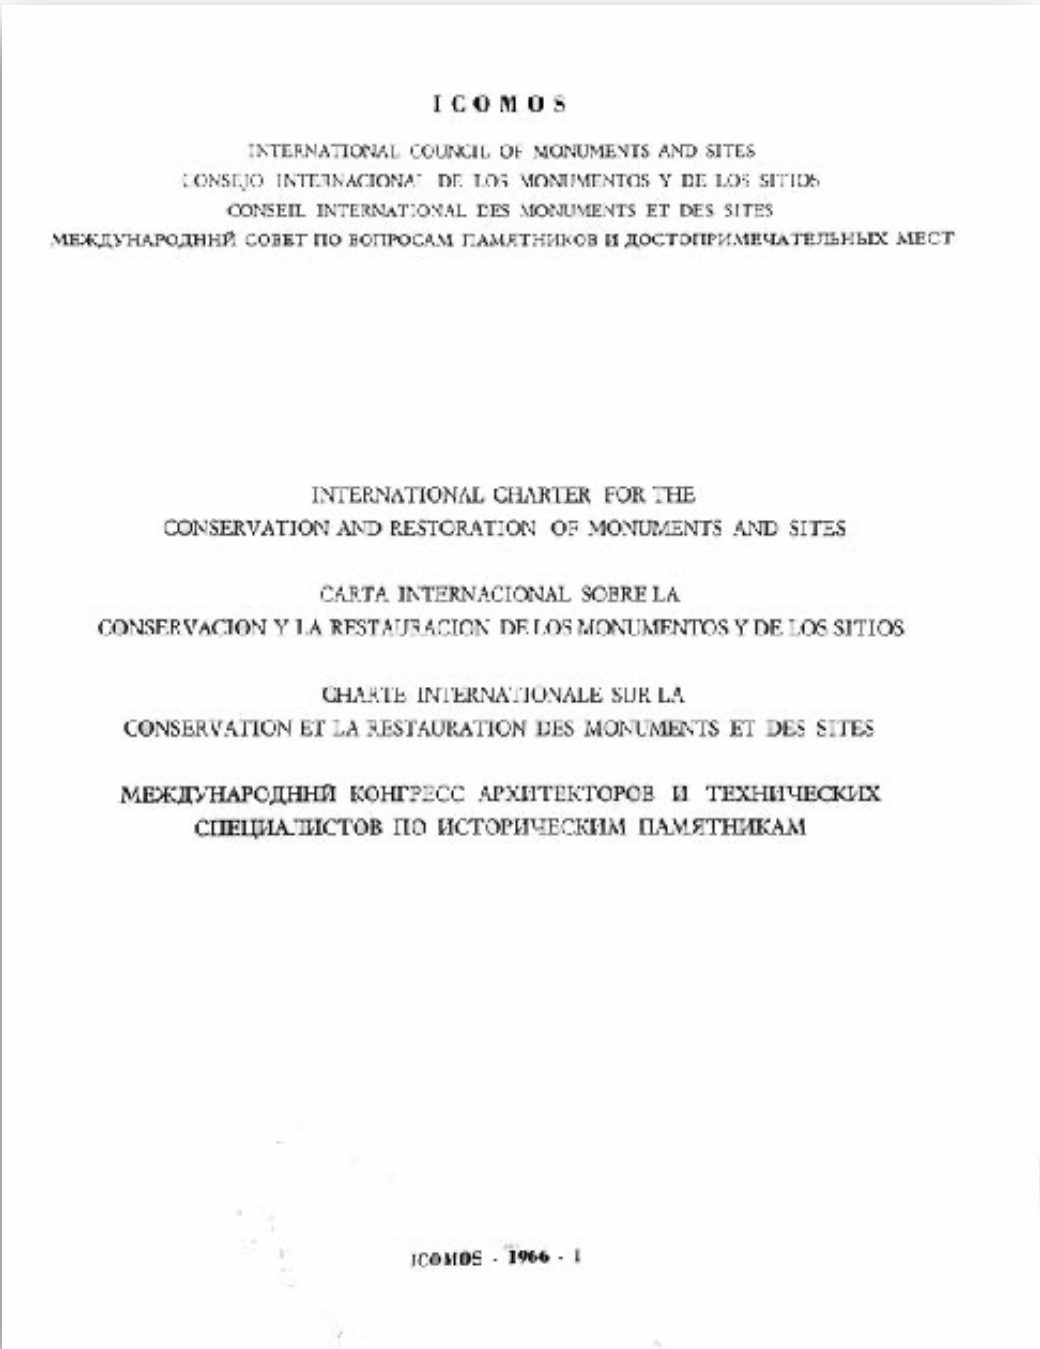 ICOMOS
INTERNATIONAL COUNCIL OF MONUMENTS AND SITES
CONSEJO INTERNACIONAL DE LOS MONUMENTOS Y DE LOS SITIOS
CONSEIL INTERNATIONAL DES MONUMENTS ET DES SITES
МЕЖДУНАРОДННЙ СОВЕТ ПО ВОПРОСАМ ПАМЯТНИКОВ И ДОСТОПРИМЕЧАТЕЛЬНЫХ МЕСТ
INTERNATIONAL CHARTER FOR THE
CONSERVATION AND RESTORATION OF MONUMENTS AND SITES
CARTA INTERNACIONAL SOBRE LA
CONSERVACION Y LA RESTAURACION DE LOS MONUMENTOS Y DE LOS SITIOS
CHARTE INTERNATIONALE SUR LA
CONSERVATION ET LA RESTAURATION DES MONUMENTS ET DES SITES
МЕЖДУНАРОДННЙ КОНГРЕСС АРХИТЕКТОРОВ И ТЕХНИЧЕСКИХ
СПЕЦИАЛИСТОВ ПО ИСТОРИЧЕСКИМ ПАМЯТНИКАМ
ICOMOS - 1966 - I